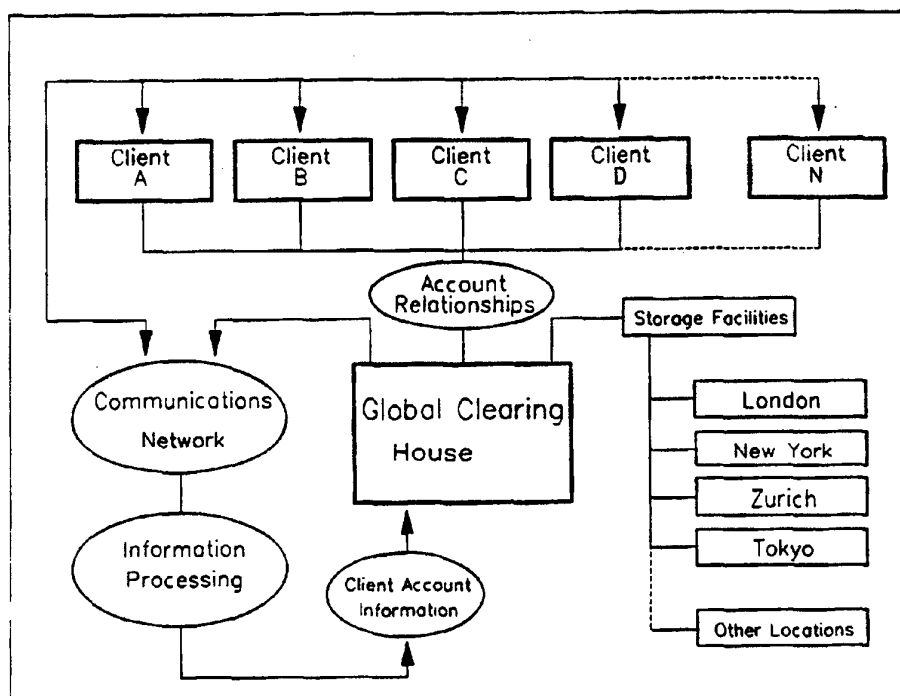 Client
A
Client
B
Client
C
Client
D
Client
N
Account
Relationships
Storage Facilities
Communications
Network
Global Clearing
House
London
New York
Zurich
Tokyo
Other Locations
Information
Processing
Client Account
Information